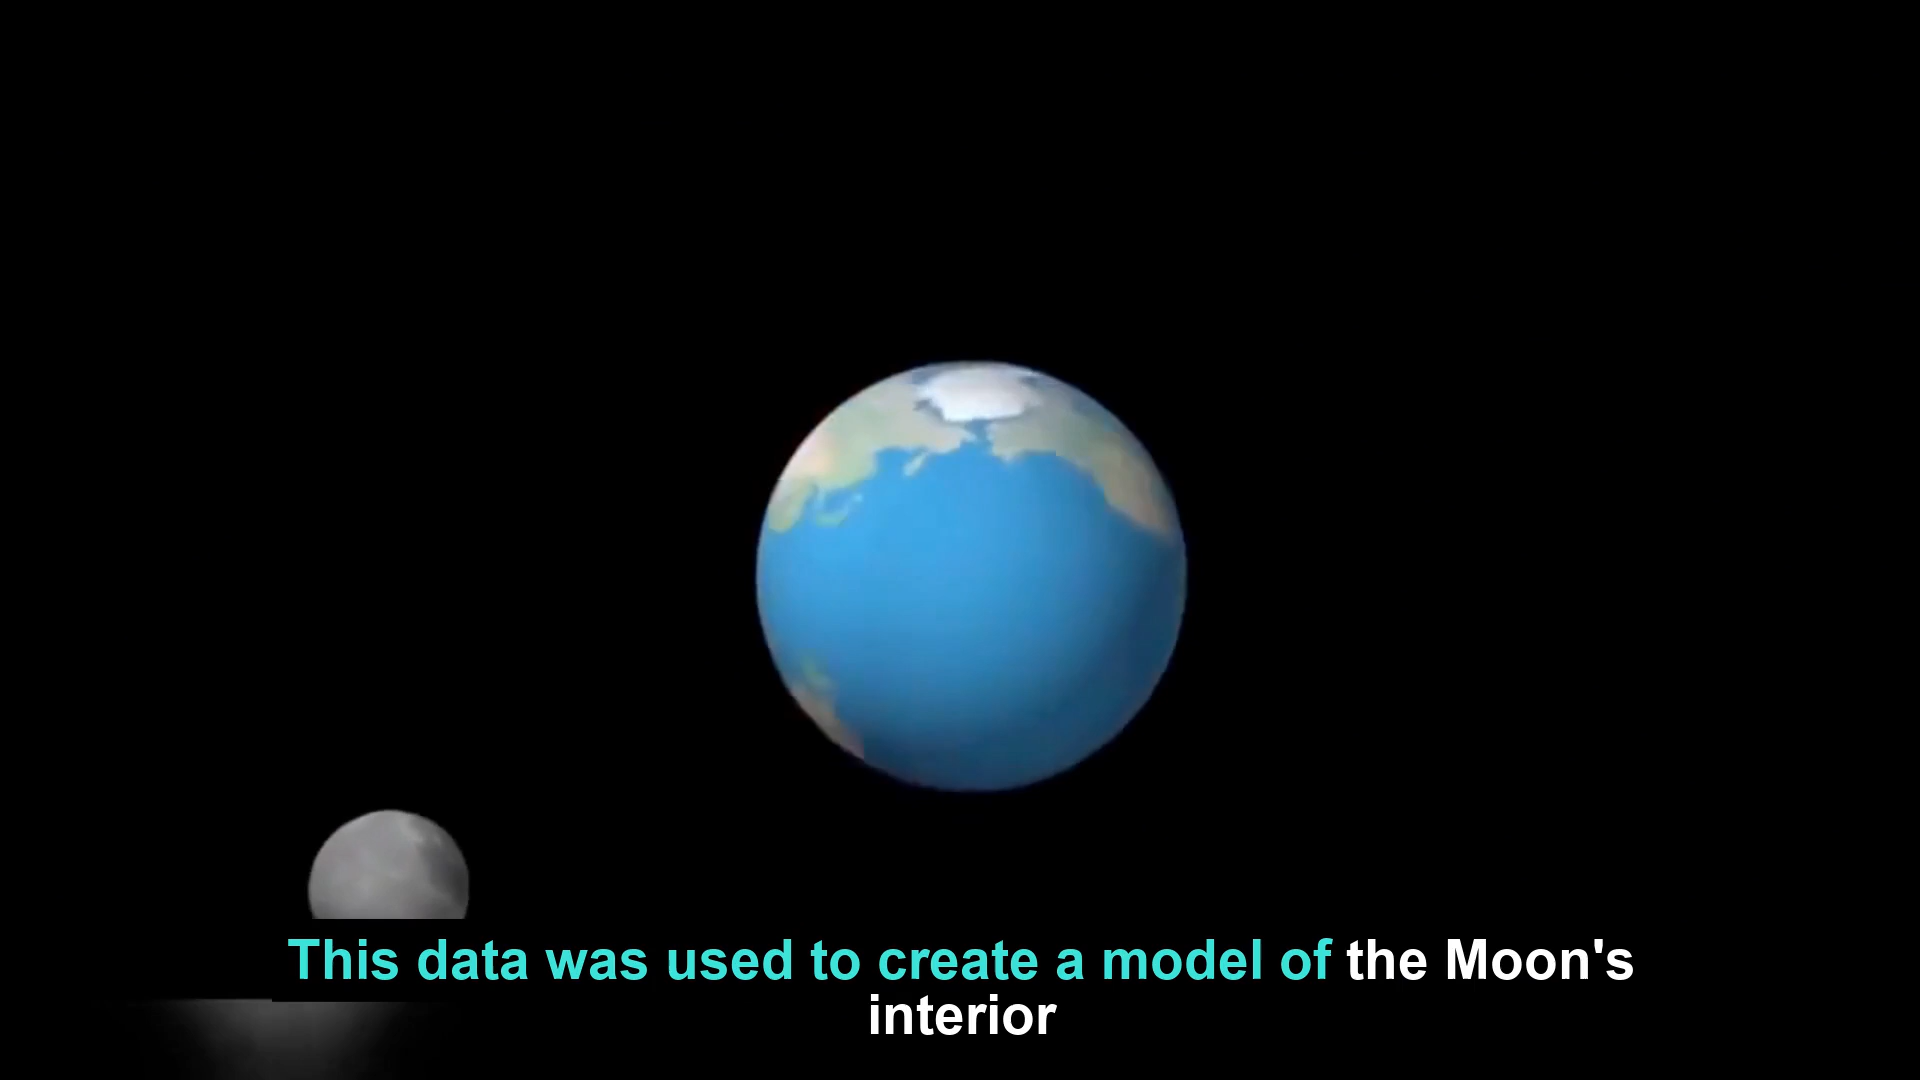 This data was used to create a model of the Moon's
interior